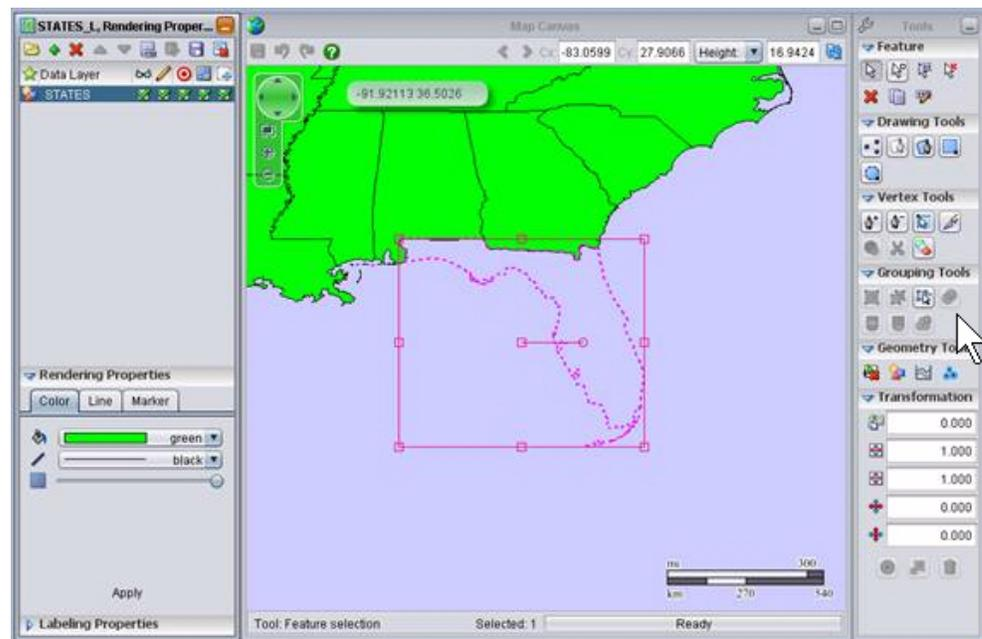 STATES_L, Rendering Proper...
Map Canvas
Tools
Cx: -83.0599 Cy: 27.9066 Height: 16.9424
Data Layer
STATES
-91.92113 36.5026
Feature
Drawing Tools
Vertex Tools
Grouping Tools
Geometry Too
Transformation
0.000
1.000
1.000
0.000
0.000
Rendering Properties
Color Line Marker
green
black
Apply
Labeling Properties
mi 300
km 270 540
Tool: Feature selection Selected: 1 Ready